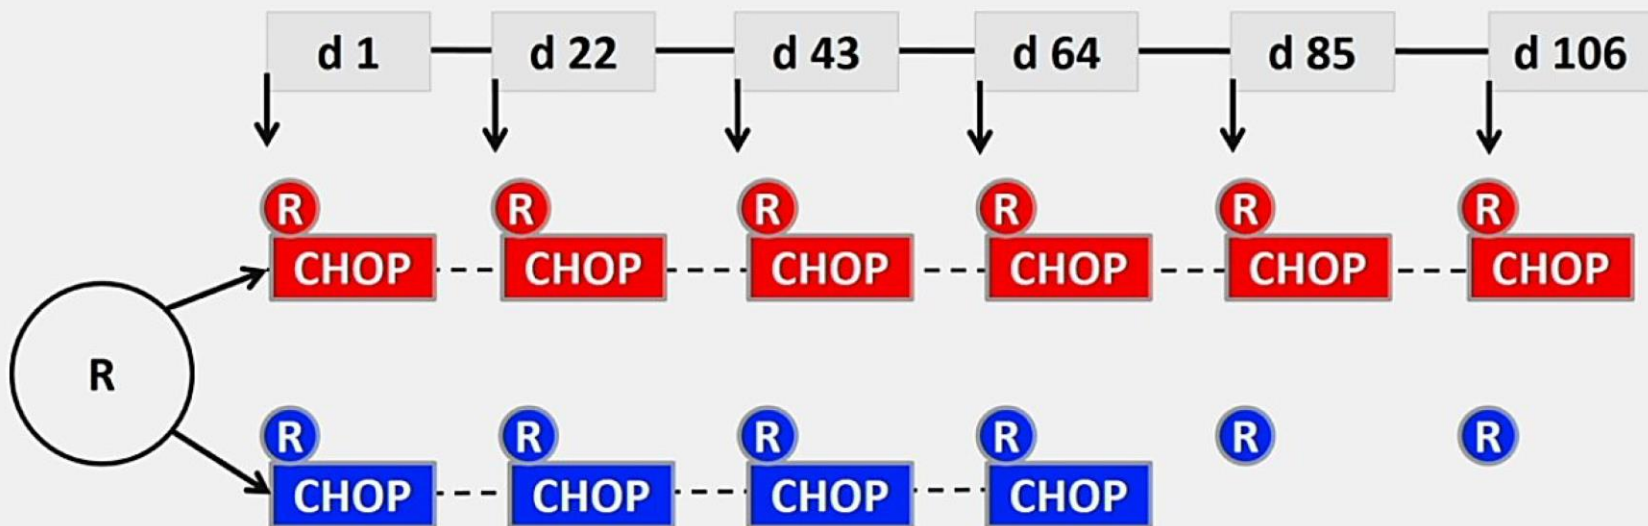 d 1 d 22 d 43 d 64 d 85 d 106
R R R R R R
CHOP CHOP CHOP CHOP CHOP CHOP
R
R R R R R R
CHOP CHOP CHOP CHOP